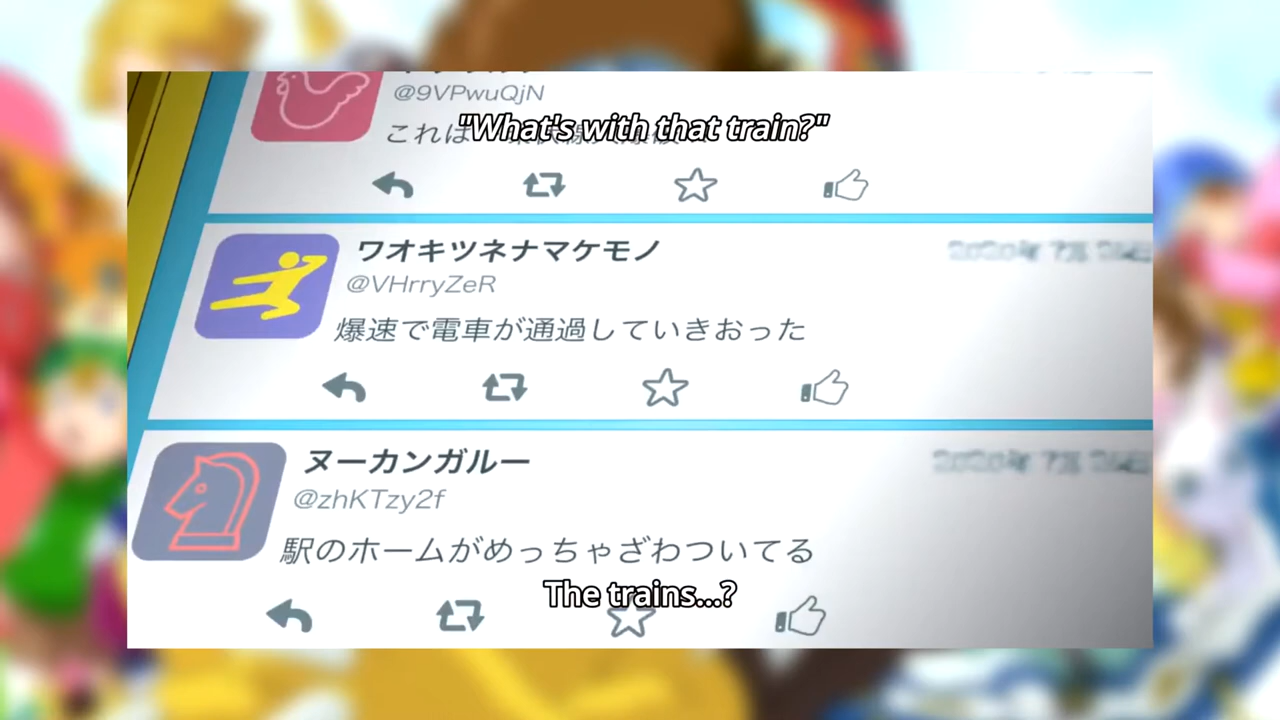 @9VPwuQjN
これは
"What's with that train?"
ワオキツネナマケモノ
@VHrryZeR
爆速で電車が通過していきおった
ヌーカンガルー
@zhKTzy2f
駅のホームがめっちゃざわついてる
The trains...?